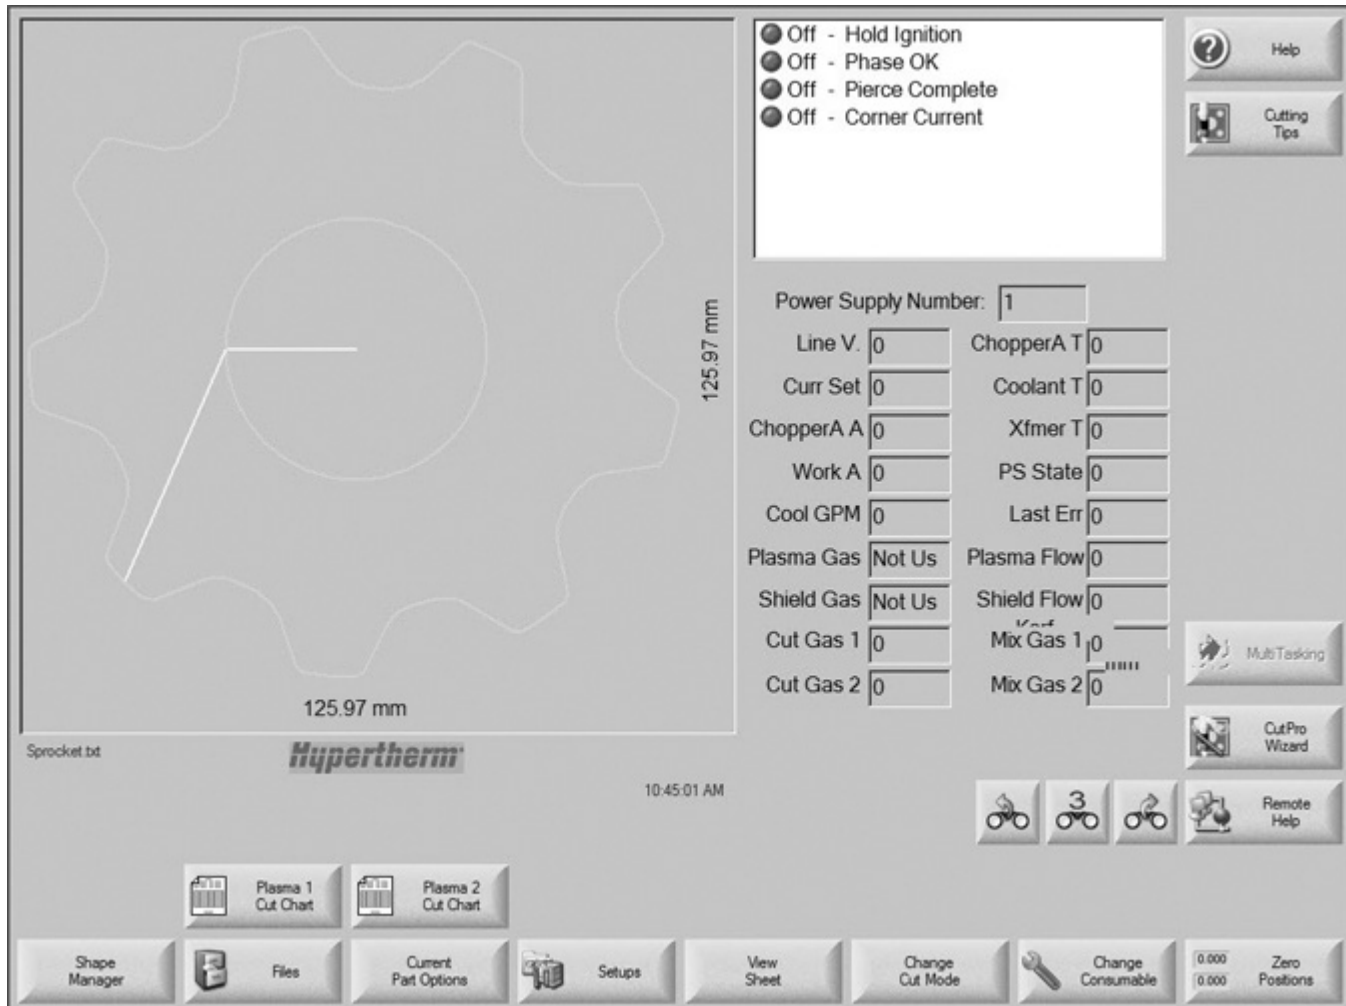 Off - Hold Ignition
Off - Phase OK
Off - Pierce Complete
Off - Corner Current
Help
Cutting
Tips
125.97 mm
125.97 mm
Power Supply Number: 1
Line V. 0 ChopperA T 0
Curr Set 0 Coolant T 0
ChopperA A 0 Xfmer T 0
Work A 0 PS State 0
Cool GPM 0 Last Err 0
Plasma Gas Not Us Plasma Flow 0
Shield Gas Not Us Shield Flow 0
Cut Gas 1 0 Mix Gas 1 0
Cut Gas 2 0 Mix Gas 2 0
MultiTasking
CutPro
Wizard
Sprocket.txt
Hypertherm
10:45:01 AM
3
Remote
Help
Plasma 1
Cut Chart
Plasma 2
Cut Chart
Shape
Manager
Files
Current
Part Options
Setups
View
Sheet
Change
Cut Mode
Change
Consumable
0.000
0.000
Zero
Positions